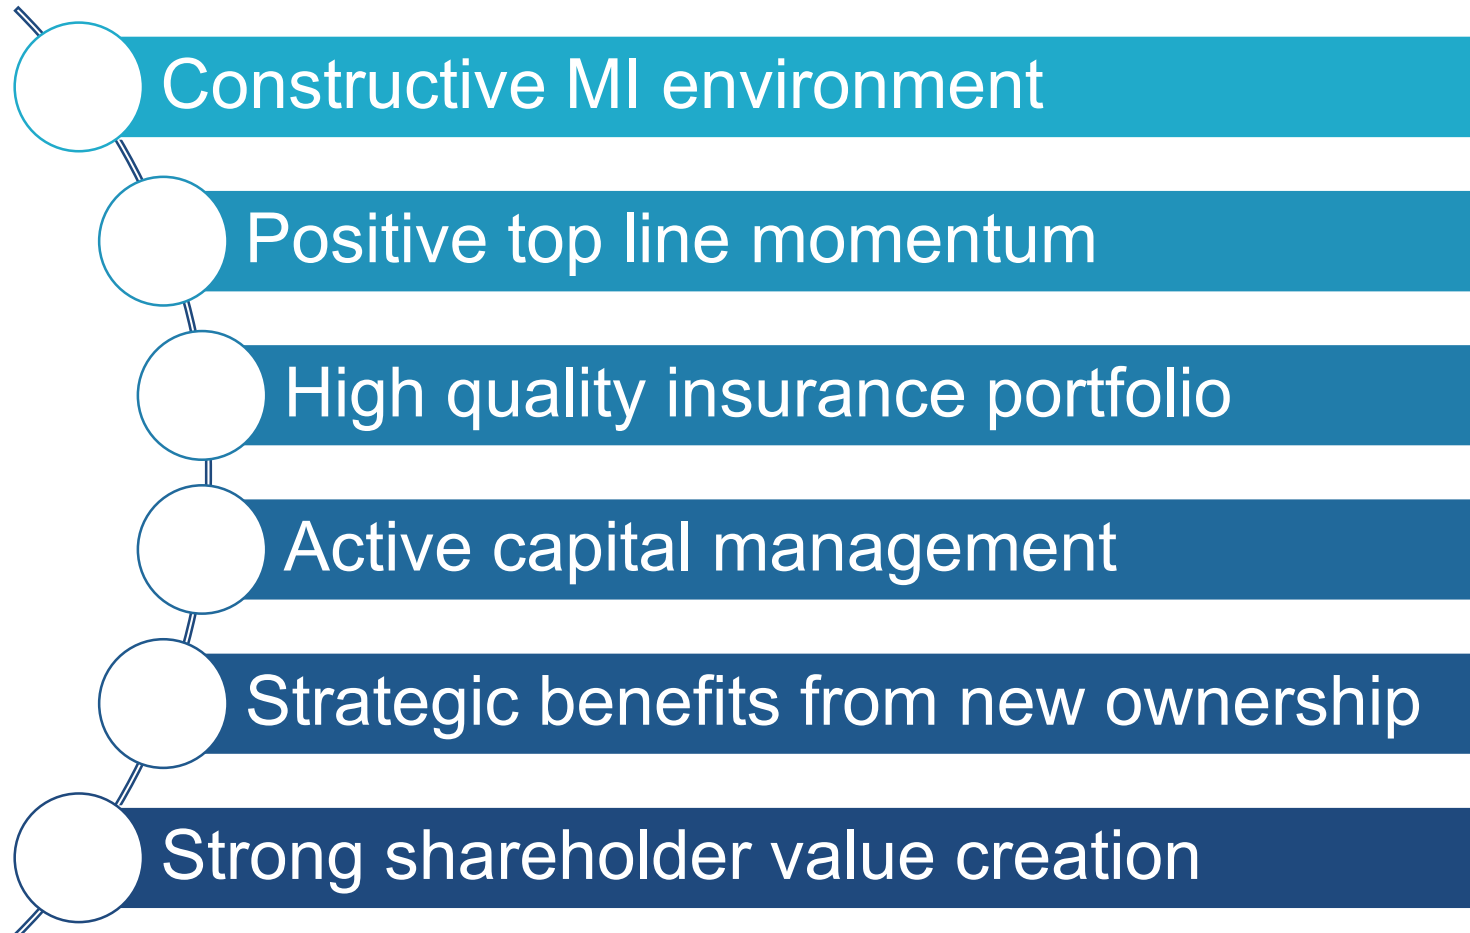 Constructive MI environment
Positive top line momentum
High quality insurance portfolio
Active capital management
Strategic benefits from new ownership
Strong shareholder value creation